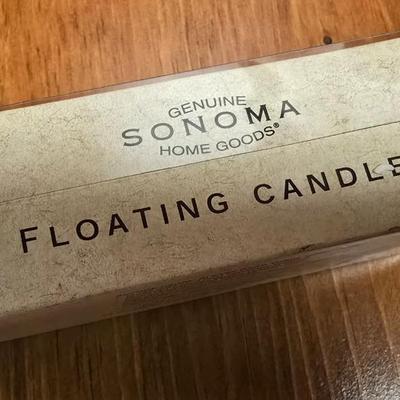 GENUINE
SONOMA
HOME GOODS®
FLOATING CANDLE